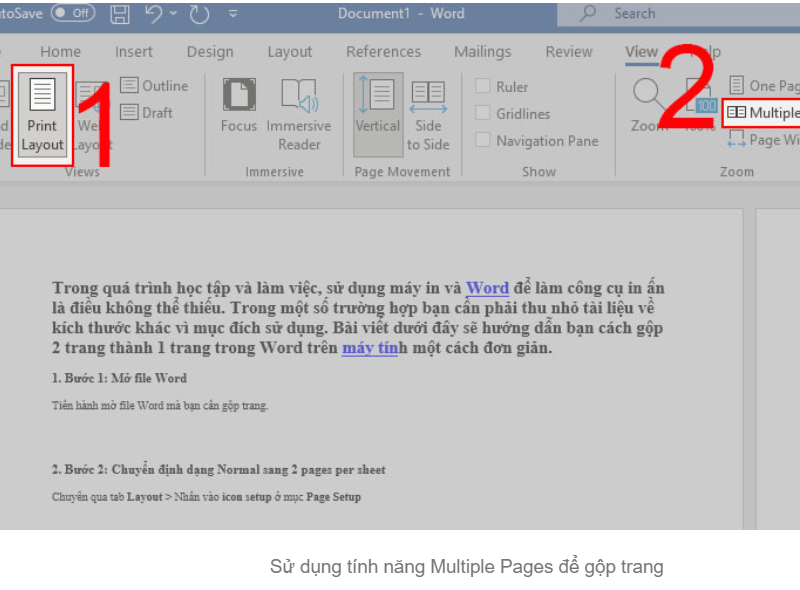 toSave Off Document1 - Word Search
Home Insert Design Layout References Mailings Review View
Print Layout
1
Outline
Draft
Focus
Immersive Reader
Vertical
Side to Side
Ruler
Gridlines
Navigation Pane
Zoom
2
100
One Pag
Multiple
Page Wi
Views Immersive Page Movement Show Zoom
Trong quá trình học tập và làm việc, sử dụng máy in và Word để làm công cụ in ấn
là điều không thể thiếu. Trong một số trường hợp bạn cần phải thu nhỏ tài liệu về
kích thước khác vì mục đích sử dụng. Bài viết dưới đây sẽ hướng dẫn bạn cách gộp
2 trang thành 1 trang trong Word trên máy tính một cách đơn giản.
1. Bước 1: Mở file Word
Tiến hành mở file Word mà bạn cần gộp trang.
2. Bước 2: Chuyển định dạng Normal sang 2 pages per sheet
Chuyển qua tab Layout > Nhấn vào icon setup ở mục Page Setup
Sử dụng tính năng Multiple Pages để gộp trang